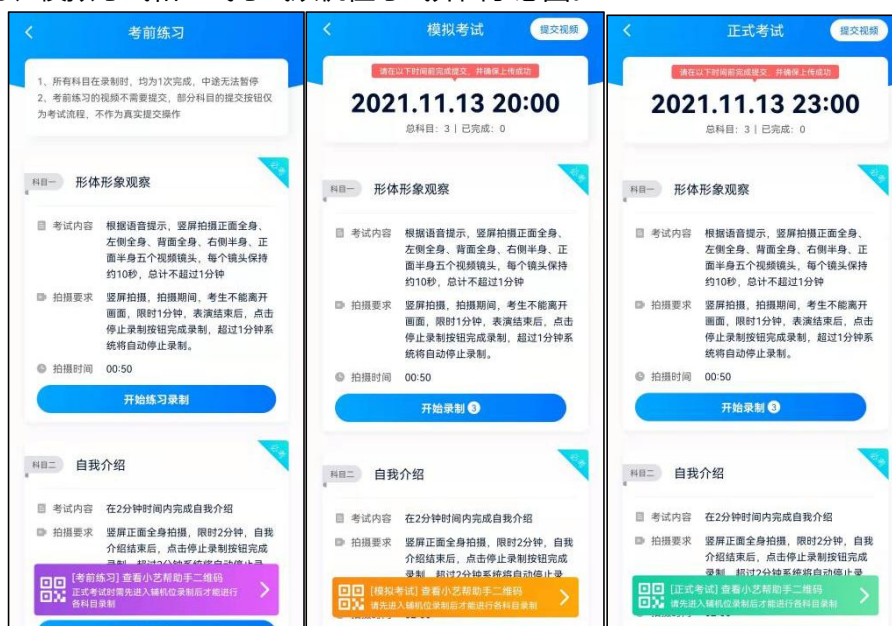 考前练习
1、所有科目在录制时，均为1次完成，中途无法暂停
2、考前练习的视频不需要提交，部分科目的提交按钮仅
为考试流程，不作为真实提交操作
必考
科目一 形体形象观察
考试内容 根据语音提示，竖屏拍摄正面全身、
左侧全身、背面全身、右侧半身、正
面半身五个视频镜头，每个镜头保持
约10秒，总计不超过1分钟
拍摄要求 竖屏拍摄，拍摄期间，考生不能离开
画面，限时1分钟，表演结束后，点击
停止录制按钮完成录制，超过1分钟系
统将自动停止录制。
拍摄时间 00:50
开始练习录制
必考
科目二 自我介绍
考试内容 在2分钟时间内完成自我介绍
拍摄要求 竖屏正面全身拍摄，限时2分钟，自我
介绍结束后，点击停止录制按钮完成
[考前练习] 查看小艺帮助手二维码
正式考试时需先进入辅机位录制后才能进行
各科目录制
模拟考试
提交视频
请在以下时间前完成提交，并确保上传成功
2021.11.13 20:00
总科目：3 | 已完成：0
必考
科目一 形体形象观察
考试内容 根据语音提示，竖屏拍摄正面全身、
左侧全身、背面全身、右侧半身、正
面半身五个视频镜头，每个镜头保持
约10秒，总计不超过1分钟
拍摄要求 竖屏拍摄，拍摄期间，考生不能离开
画面，限时1分钟，表演结束后，点击
停止录制按钮完成录制，超过1分钟系
统将自动停止录制。
拍摄时间 00:50
开始录制 3
必考
科目二 自我介绍
考试内容 在2分钟时间内完成自我介绍
拍摄要求 竖屏正面全身拍摄，限时2分钟，自我
介绍结束后，点击停止录制按钮完成
录制，超过2分钟系统将自动停止录
[模拟考试] 查看小艺帮助手二维码
请先进入辅机位录制后才能进行各科目录制
正式考试
提交视频
请在以下时间前完成提交，并确保上传成功
2021.11.13 23:00
总科目：3 | 已完成：0
必考
科目一 形体形象观察
考试内容 根据语音提示，竖屏拍摄正面全身、
左侧全身、背面全身、右侧半身、正
面半身五个视频镜头，每个镜头保持
约10秒，总计不超过1分钟
拍摄要求 竖屏拍摄，拍摄期间，考生不能离开
画面，限时1分钟，表演结束后，点击
停止录制按钮完成录制，超过1分钟系
统将自动停止录制。
拍摄时间 00:50
开始录制 3
必考
科目二 自我介绍
考试内容 在2分钟时间内完成自我介绍
拍摄要求 竖屏正面全身拍摄，限时2分钟，自我
介绍结束后，点击停止录制按钮完成
录制，超过2分钟系统将自动停止录
[正式考试] 查看小艺帮助手二维码
请先进入辅机位录制后才能进行各科目录制